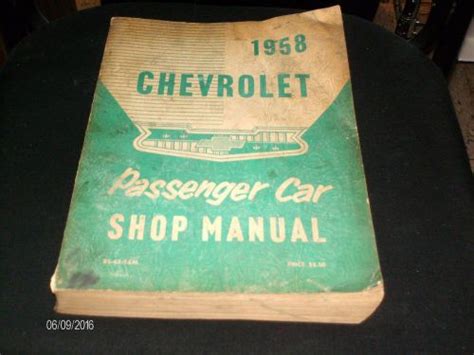 1958
CHEVROLET
Passenger Car
SHOP MANUAL
06/09/2016